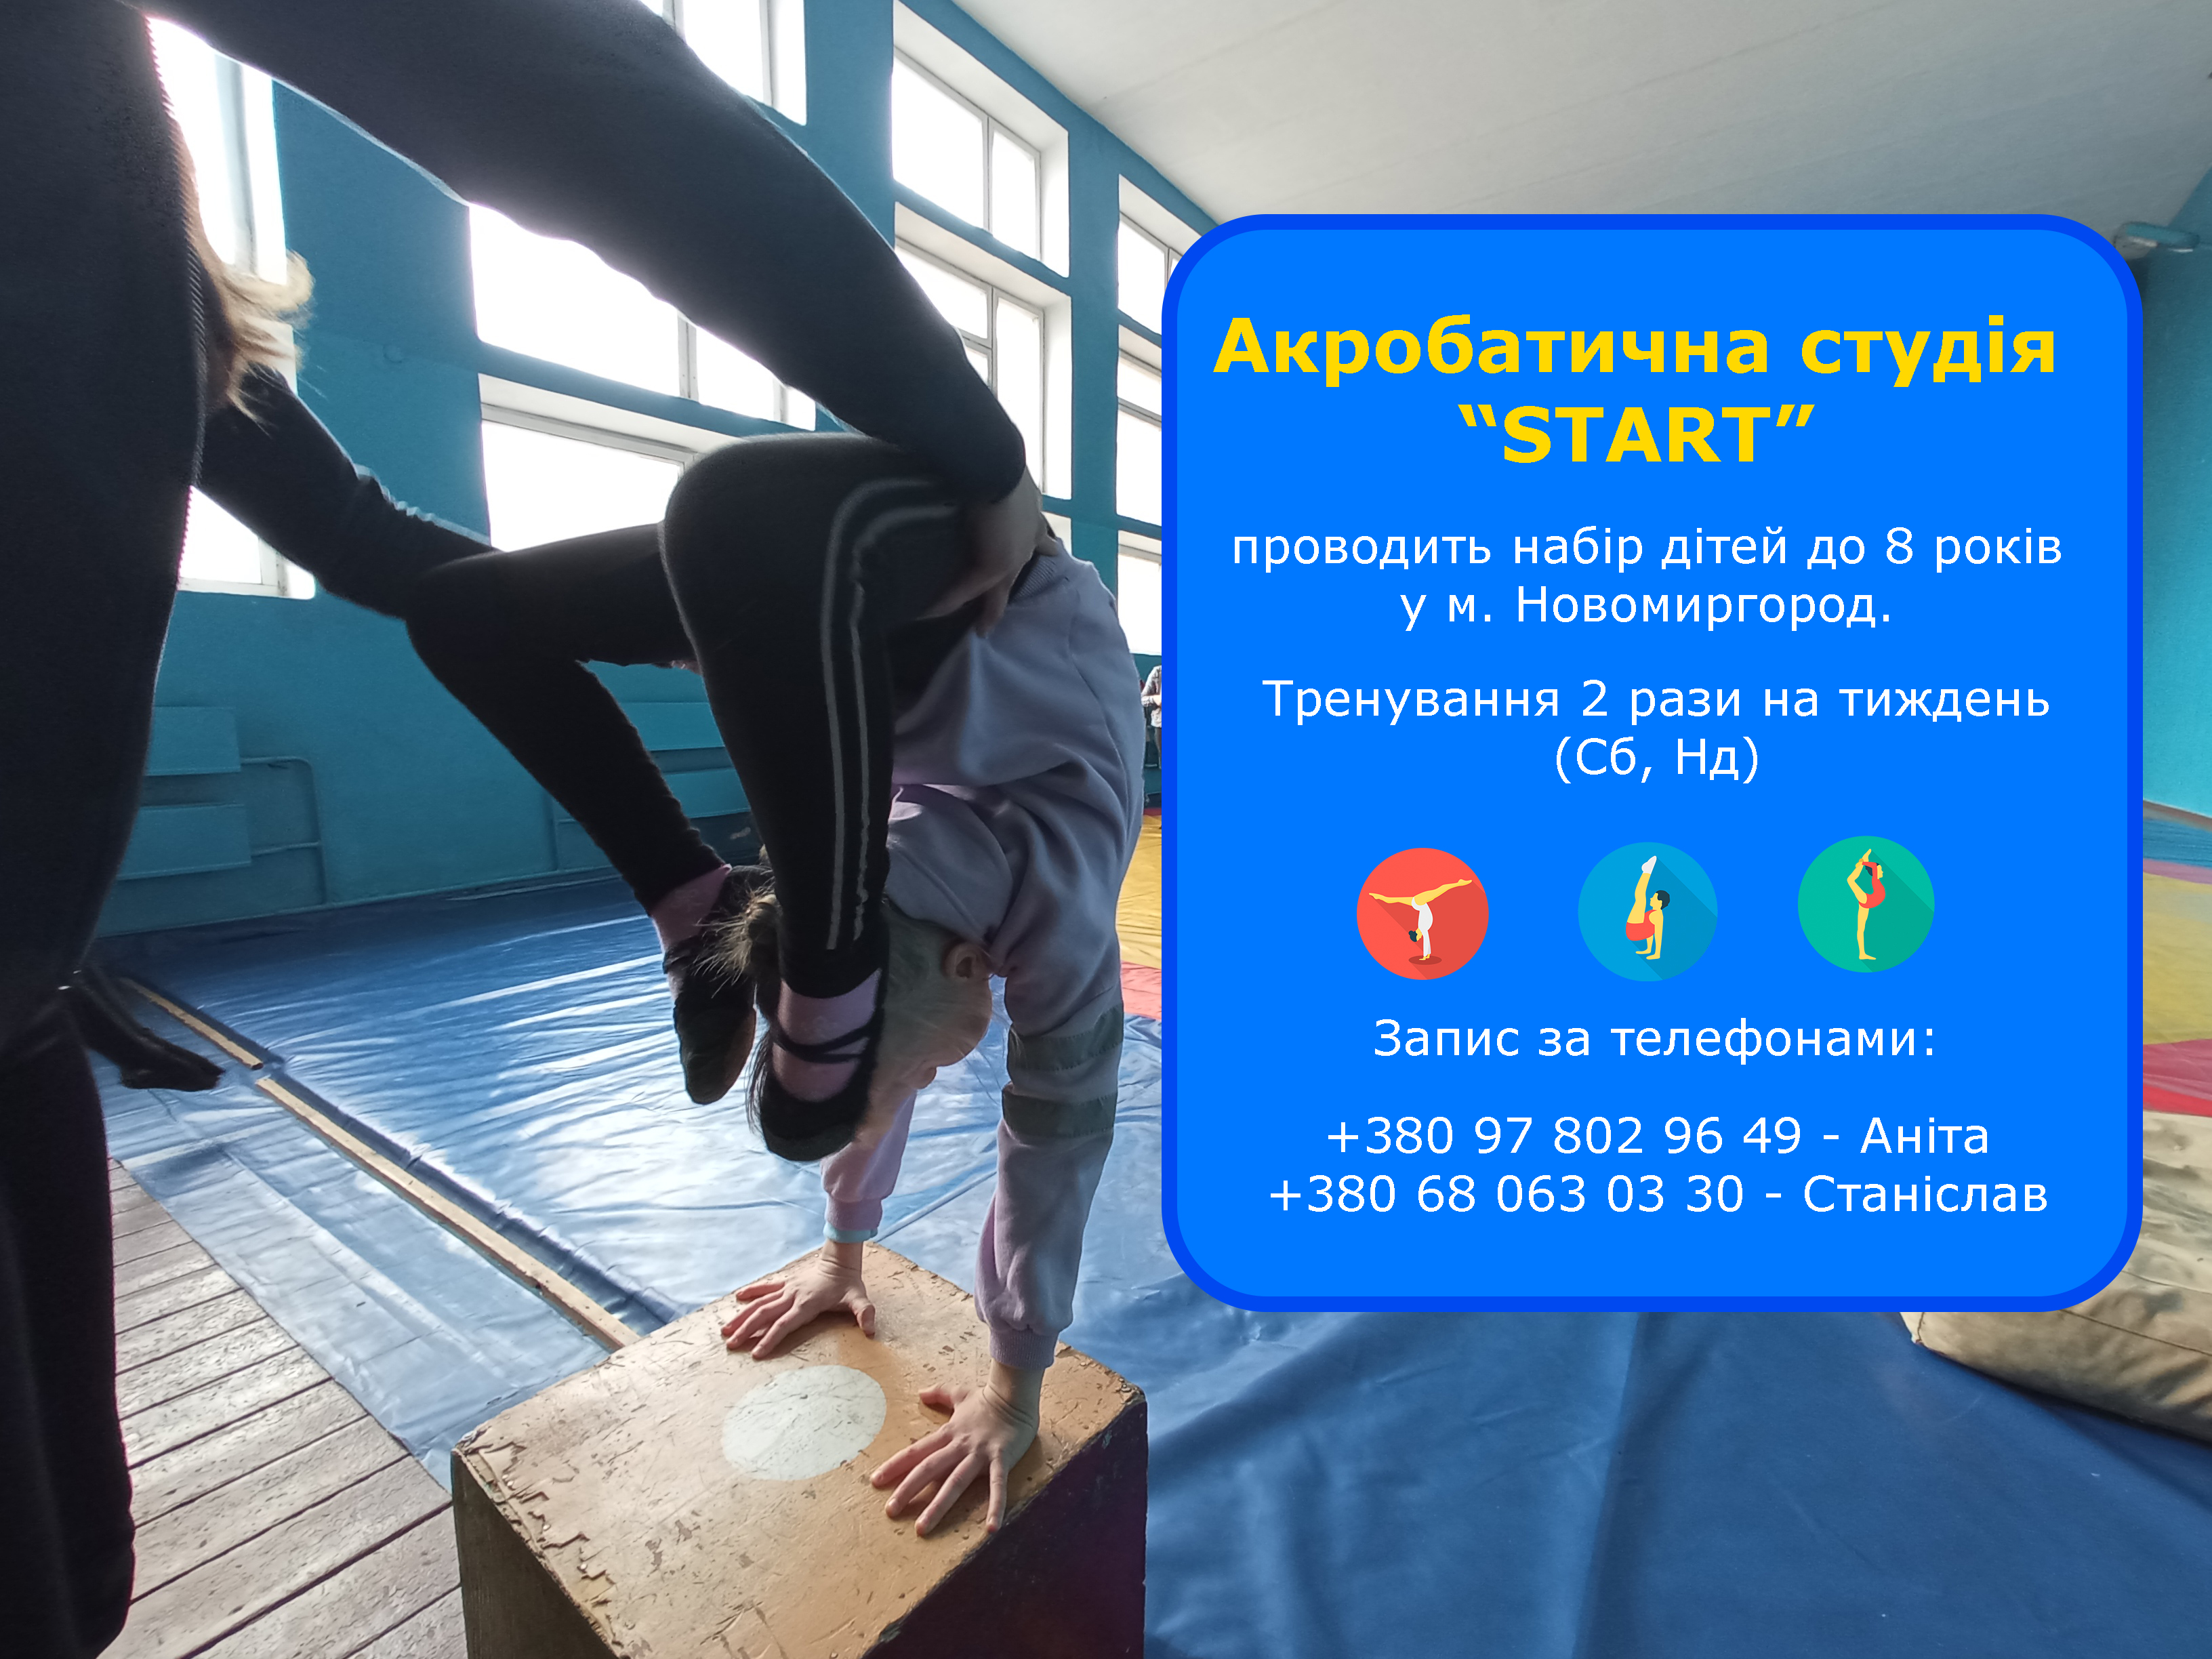 Акробатична студія
“START”
проводить набір дітей до 8 років
у м. Новомиргород.
Тренування 2 рази на тиждень
(Сб, Нд)
Запис за телефонами:
+380 97 802 96 49 - Аніта
+380 68 063 03 30 - Станіслав